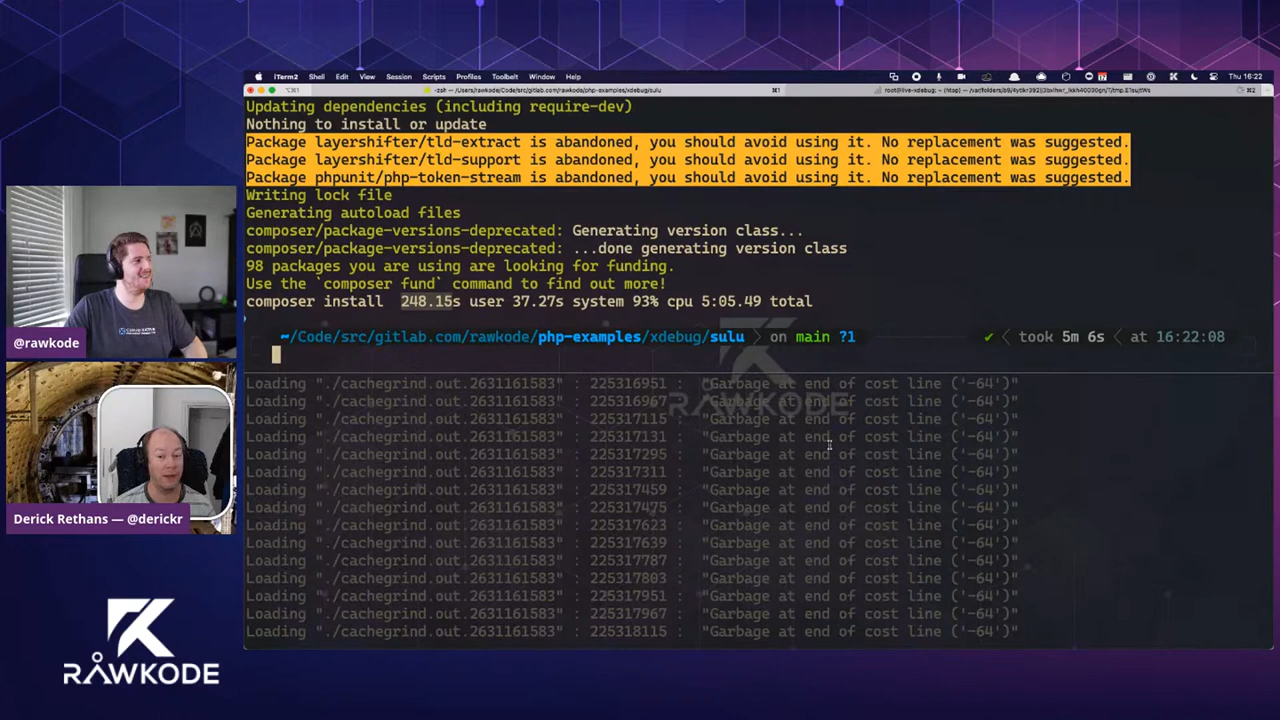 iTerm2 Shell Edit View Session Scripts Profiles Toolbelt Window Help
Thu 16:22
-zsh
Updating dependencies (including require-dev)
Nothing to install or update
Package layershifter/tld-extract is abandoned, you should avoid using it. No replacement was suggested.
Package layershifter/tld-support is abandoned, you should avoid using it. No replacement was suggested.
Package phpunit/php-token-stream is abandoned, you should avoid using it. No replacement was suggested.
Writing lock file
Generating autoload files
composer/package-versions-deprecated: Generating version class...
composer/package-versions-deprecated: ...done generating version class
98 packages you are using are looking for funding.
Use the `composer fund` command to find out more!
composer install 248.15s user 37.27s system 93% cpu 5:05.49 total
~/Code/src/gitlab.com/rawkode/php-examples/xdebug/sulu on main ?1 ✔ took 5m 6s at 16:22:08
Loading "./cachegrind.out.2631161583" : 225316951 : "Garbage at end of cost line ('-64')"
Loading "./cachegrind.out.2631161583" : 225316967 : "Garbage at end of cost line ('-64')"
Loading "./cachegrind.out.2631161583" : 225317115 : "Garbage at end of cost line ('-64')"
Loading "./cachegrind.out.2631161583" : 225317131 : "Garbage at end of cost line ('-64')"
Loading "./cachegrind.out.2631161583" : 225317295 : "Garbage at end of cost line ('-64')"
Loading "./cachegrind.out.2631161583" : 225317311 : "Garbage at end of cost line ('-64')"
Loading "./cachegrind.out.2631161583" : 225317459 : "Garbage at end of cost line ('-64')"
Loading "./cachegrind.out.2631161583" : 225317475 : "Garbage at end of cost line ('-64')"
Loading "./cachegrind.out.2631161583" : 225317623 : "Garbage at end of cost line ('-64')"
Loading "./cachegrind.out.2631161583" : 225317639 : "Garbage at end of cost line ('-64')"
Loading "./cachegrind.out.2631161583" : 225317787 : "Garbage at end of cost line ('-64')"
Loading "./cachegrind.out.2631161583" : 225317803 : "Garbage at end of cost line ('-64')"
Loading "./cachegrind.out.2631161583" : 225317951 : "Garbage at end of cost line ('-64')"
Loading "./cachegrind.out.2631161583" : 225317967 : "Garbage at end of cost line ('-64')"
Loading "./cachegrind.out.2631161583" : 225318115 : "Garbage at end of cost line ('-64')"
RAWKODE
@rawkode
Derick Rethans — @derickr
RÅWKODE